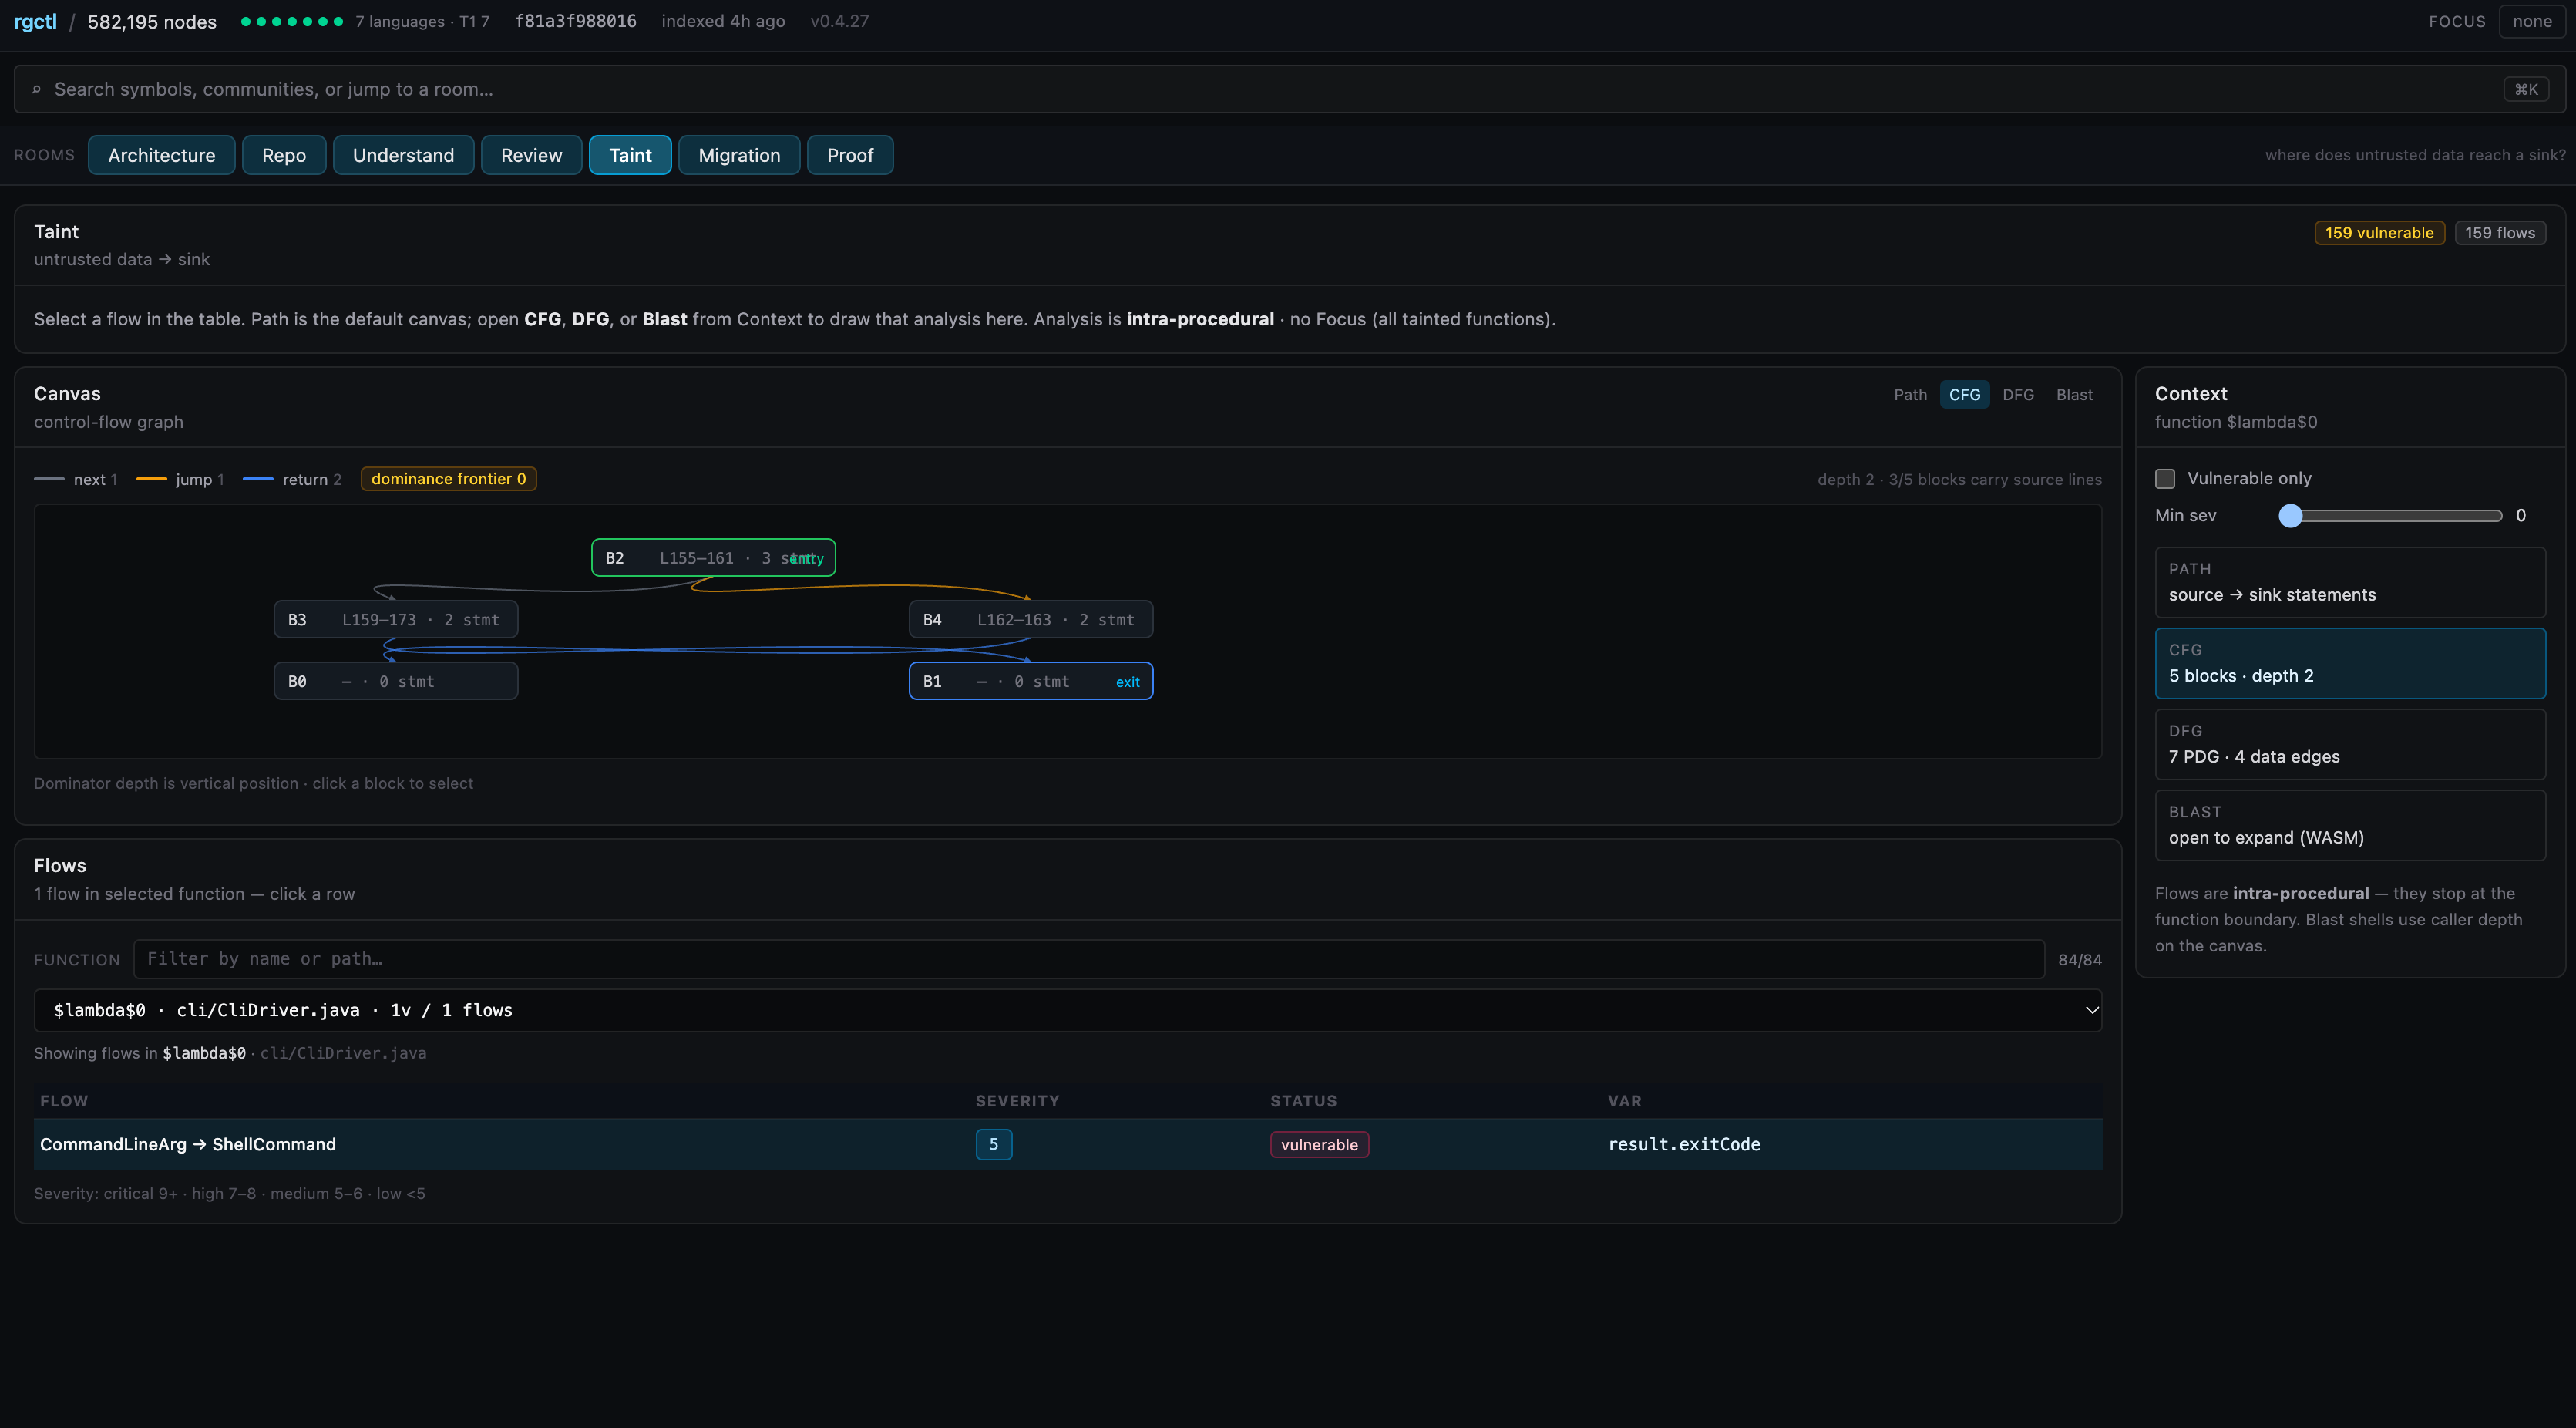 rgctl / 582,195 nodes 7 languages · T1 7 f81a3f988016 indexed 4h ago v0.4.27 FOCUS none
Search symbols, communities, or jump to a room... ⌘K
ROOMS Architecture Repo Understand Review Taint Migration Proof where does untrusted data reach a sink?
Taint 159 vulnerable 159 flows
untrusted data → sink
Select a flow in the table. Path is the default canvas; open CFG, DFG, or Blast from Context to draw that analysis here. Analysis is intra-procedural · no Focus (all tainted functions).
Canvas Path CFG DFG Blast
control-flow graph
next 1 jump 1 return 2 dominance frontier 0 depth 2 · 3/5 blocks carry source lines
B2 L155–161 · 3 stmt entry
B3 L159–173 · 2 stmt B4 L162–163 · 2 stmt
B0 — · 0 stmt B1 — · 0 stmt exit
Dominator depth is vertical position · click a block to select
Flows
1 flow in selected function — click a row
FUNCTION Filter by name or path… 84/84
$lambda$0 · cli/CliDriver.java · 1v / 1 flows
Showing flows in $lambda$0 · cli/CliDriver.java
FLOW SEVERITY STATUS VAR
CommandLineArg → ShellCommand 5 vulnerable result.exitCode
Severity: critical 9+ · high 7–8 · medium 5–6 · low <5
Context
function $lambda$0
Vulnerable only
Min sev 0
PATH
source → sink statements
CFG
5 blocks · depth 2
DFG
7 PDG · 4 data edges
BLAST
open to expand (WASM)
Flows are intra-procedural — they stop at the
function boundary. Blast shells use caller depth
on the canvas.